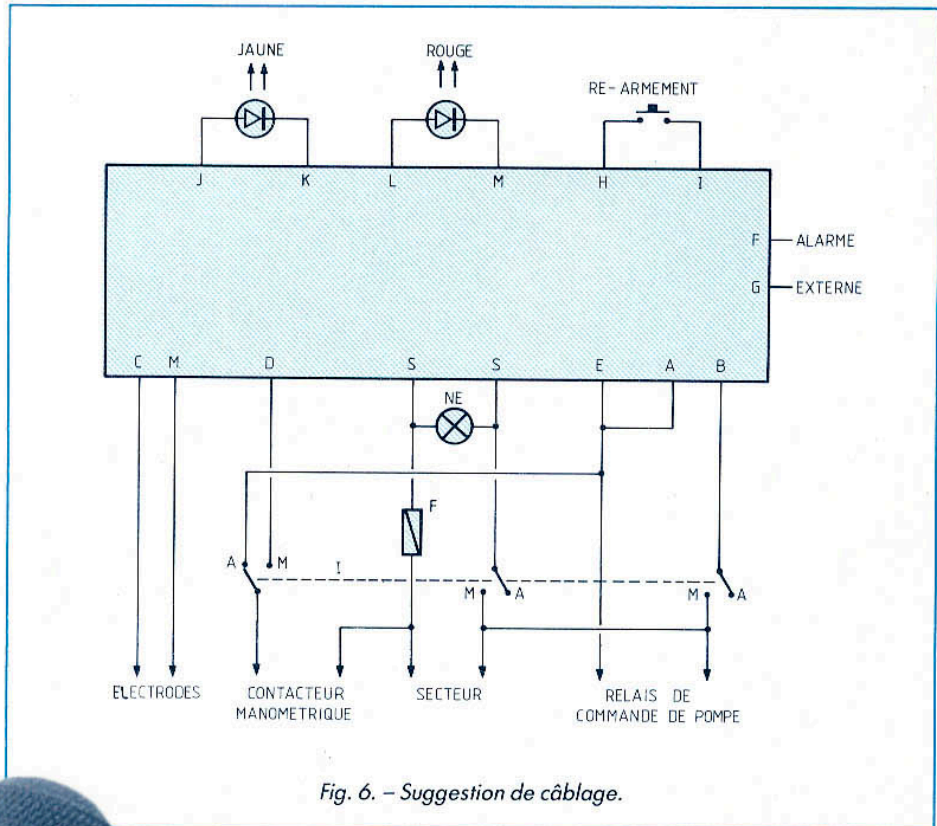 JAUNE
ROUGE
RE-ARMEMENT
J K L M H I
F ALARME
G EXTERNE
C M D S S E A B
NE
F
A M I
M A M A
ELECTRODES CONTACTEUR SECTEUR RELAIS DE
MANOMETRIQUE COMMANDE DE POMPE
Fig. 6. – Suggestion de câblage.